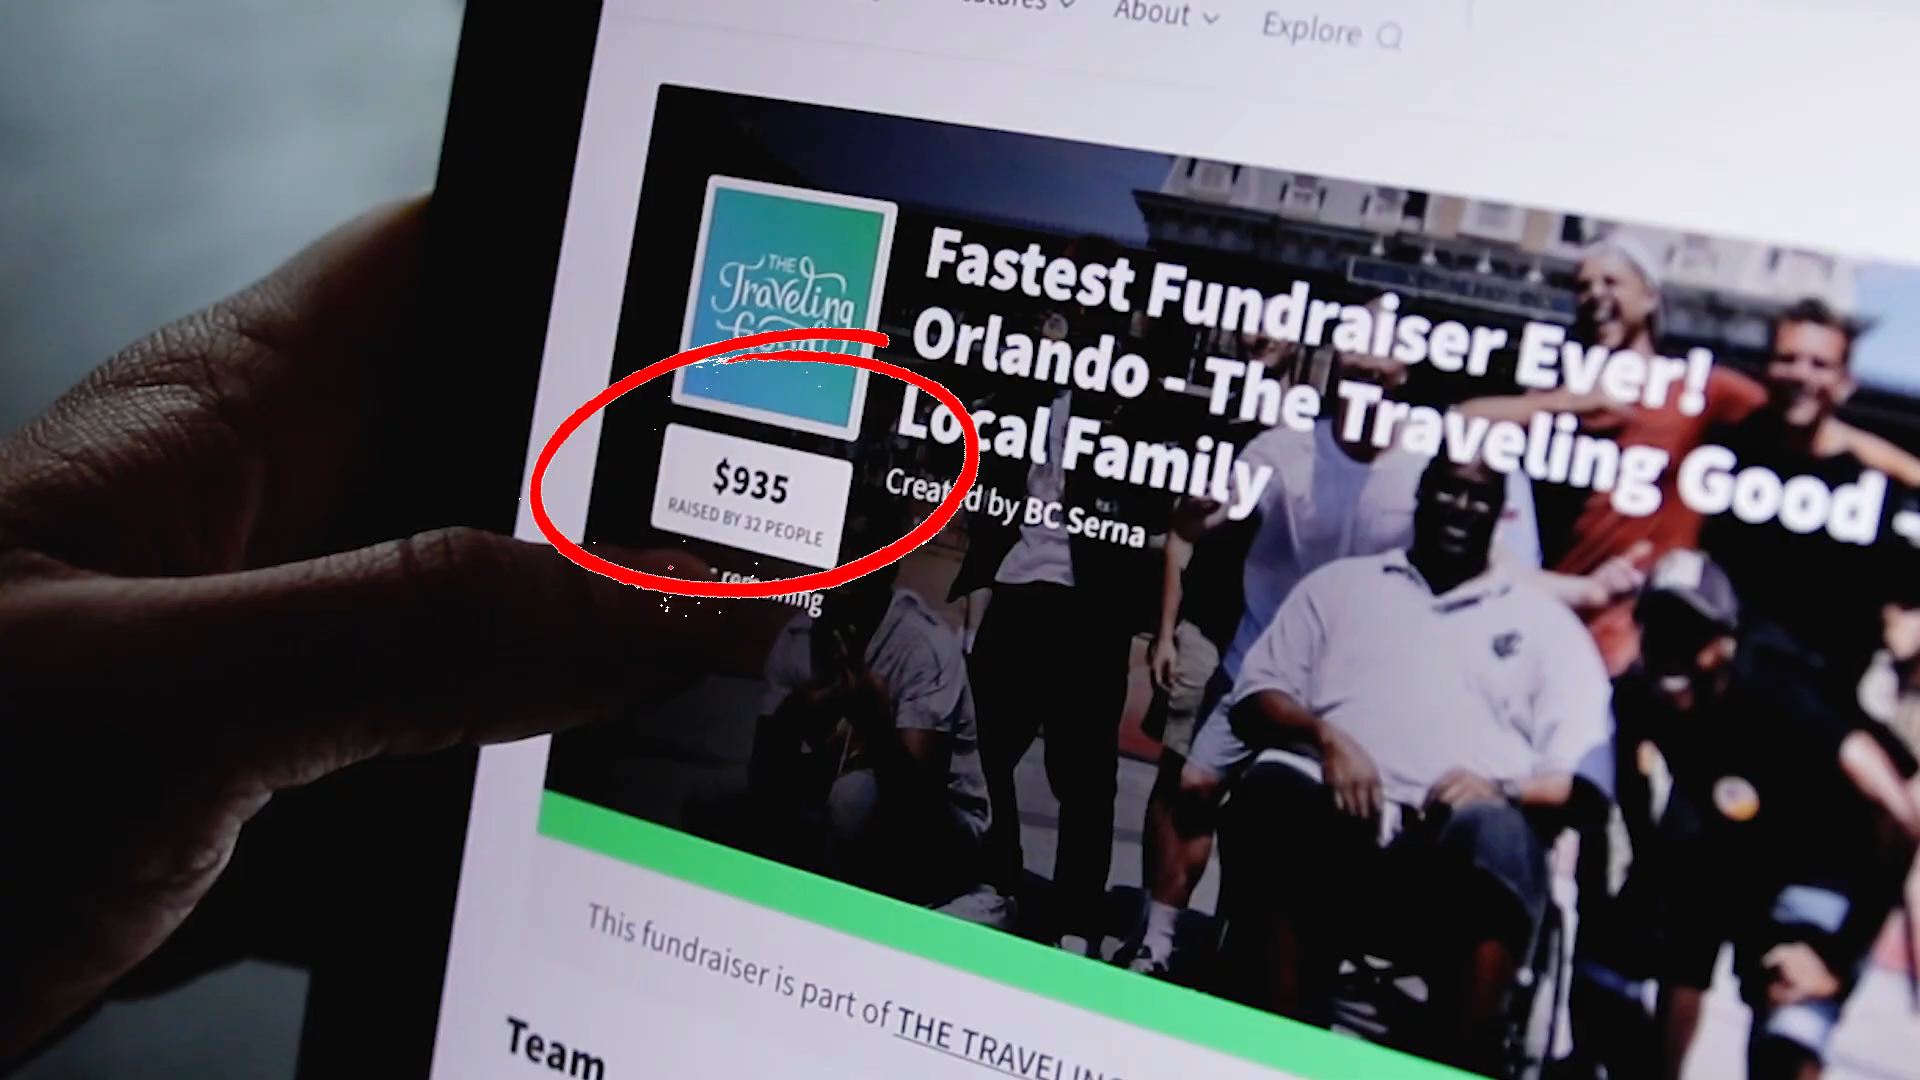 About
Explore
THE
Traveling
Fastest Fundraiser Ever!
Orlando - The Traveling Good -
Local Family
Created by BC Serna
$935
RAISED BY 32 PEOPLE
This fundraiser is part of THE TRAVELING
Team